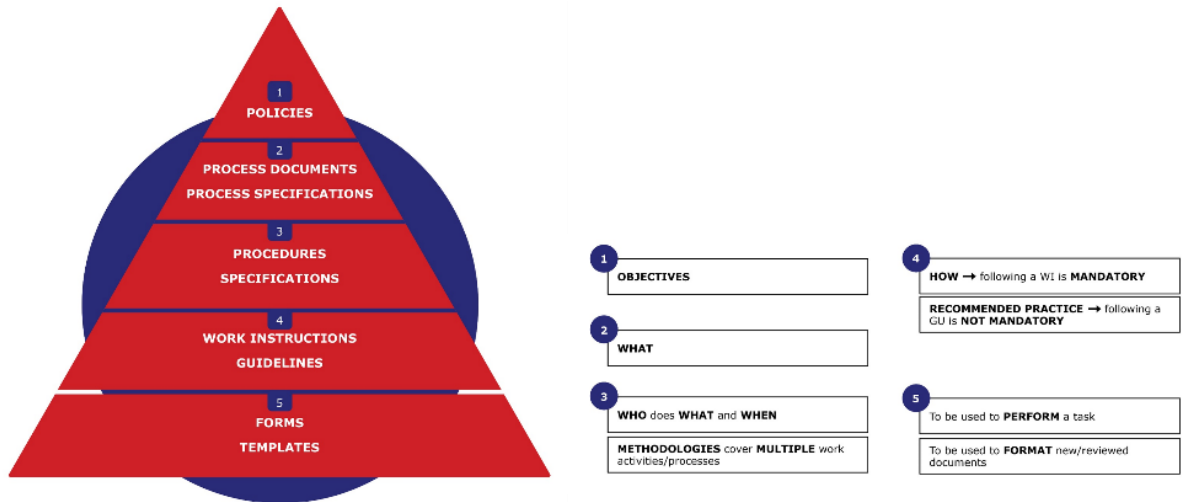 1
POLICIES
2
PROCESS DOCUMENTS
PROCESS SPECIFICATIONS
3
PROCEDURES
SPECIFICATIONS
4
WORK INSTRUCTIONS
GUIDELINES
5
FORMS
TEMPLATES
1
OBJECTIVES
2
WHAT
3
WHO does WHAT and WHEN
METHODOLOGIES cover MULTIPLE work
activities/processes
4
HOW → following a WI is MANDATORY
RECOMMENDED PRACTICE → following a
GU is NOT MANDATORY
5
To be used to PERFORM a task
To be used to FORMAT new/reviewed
documents